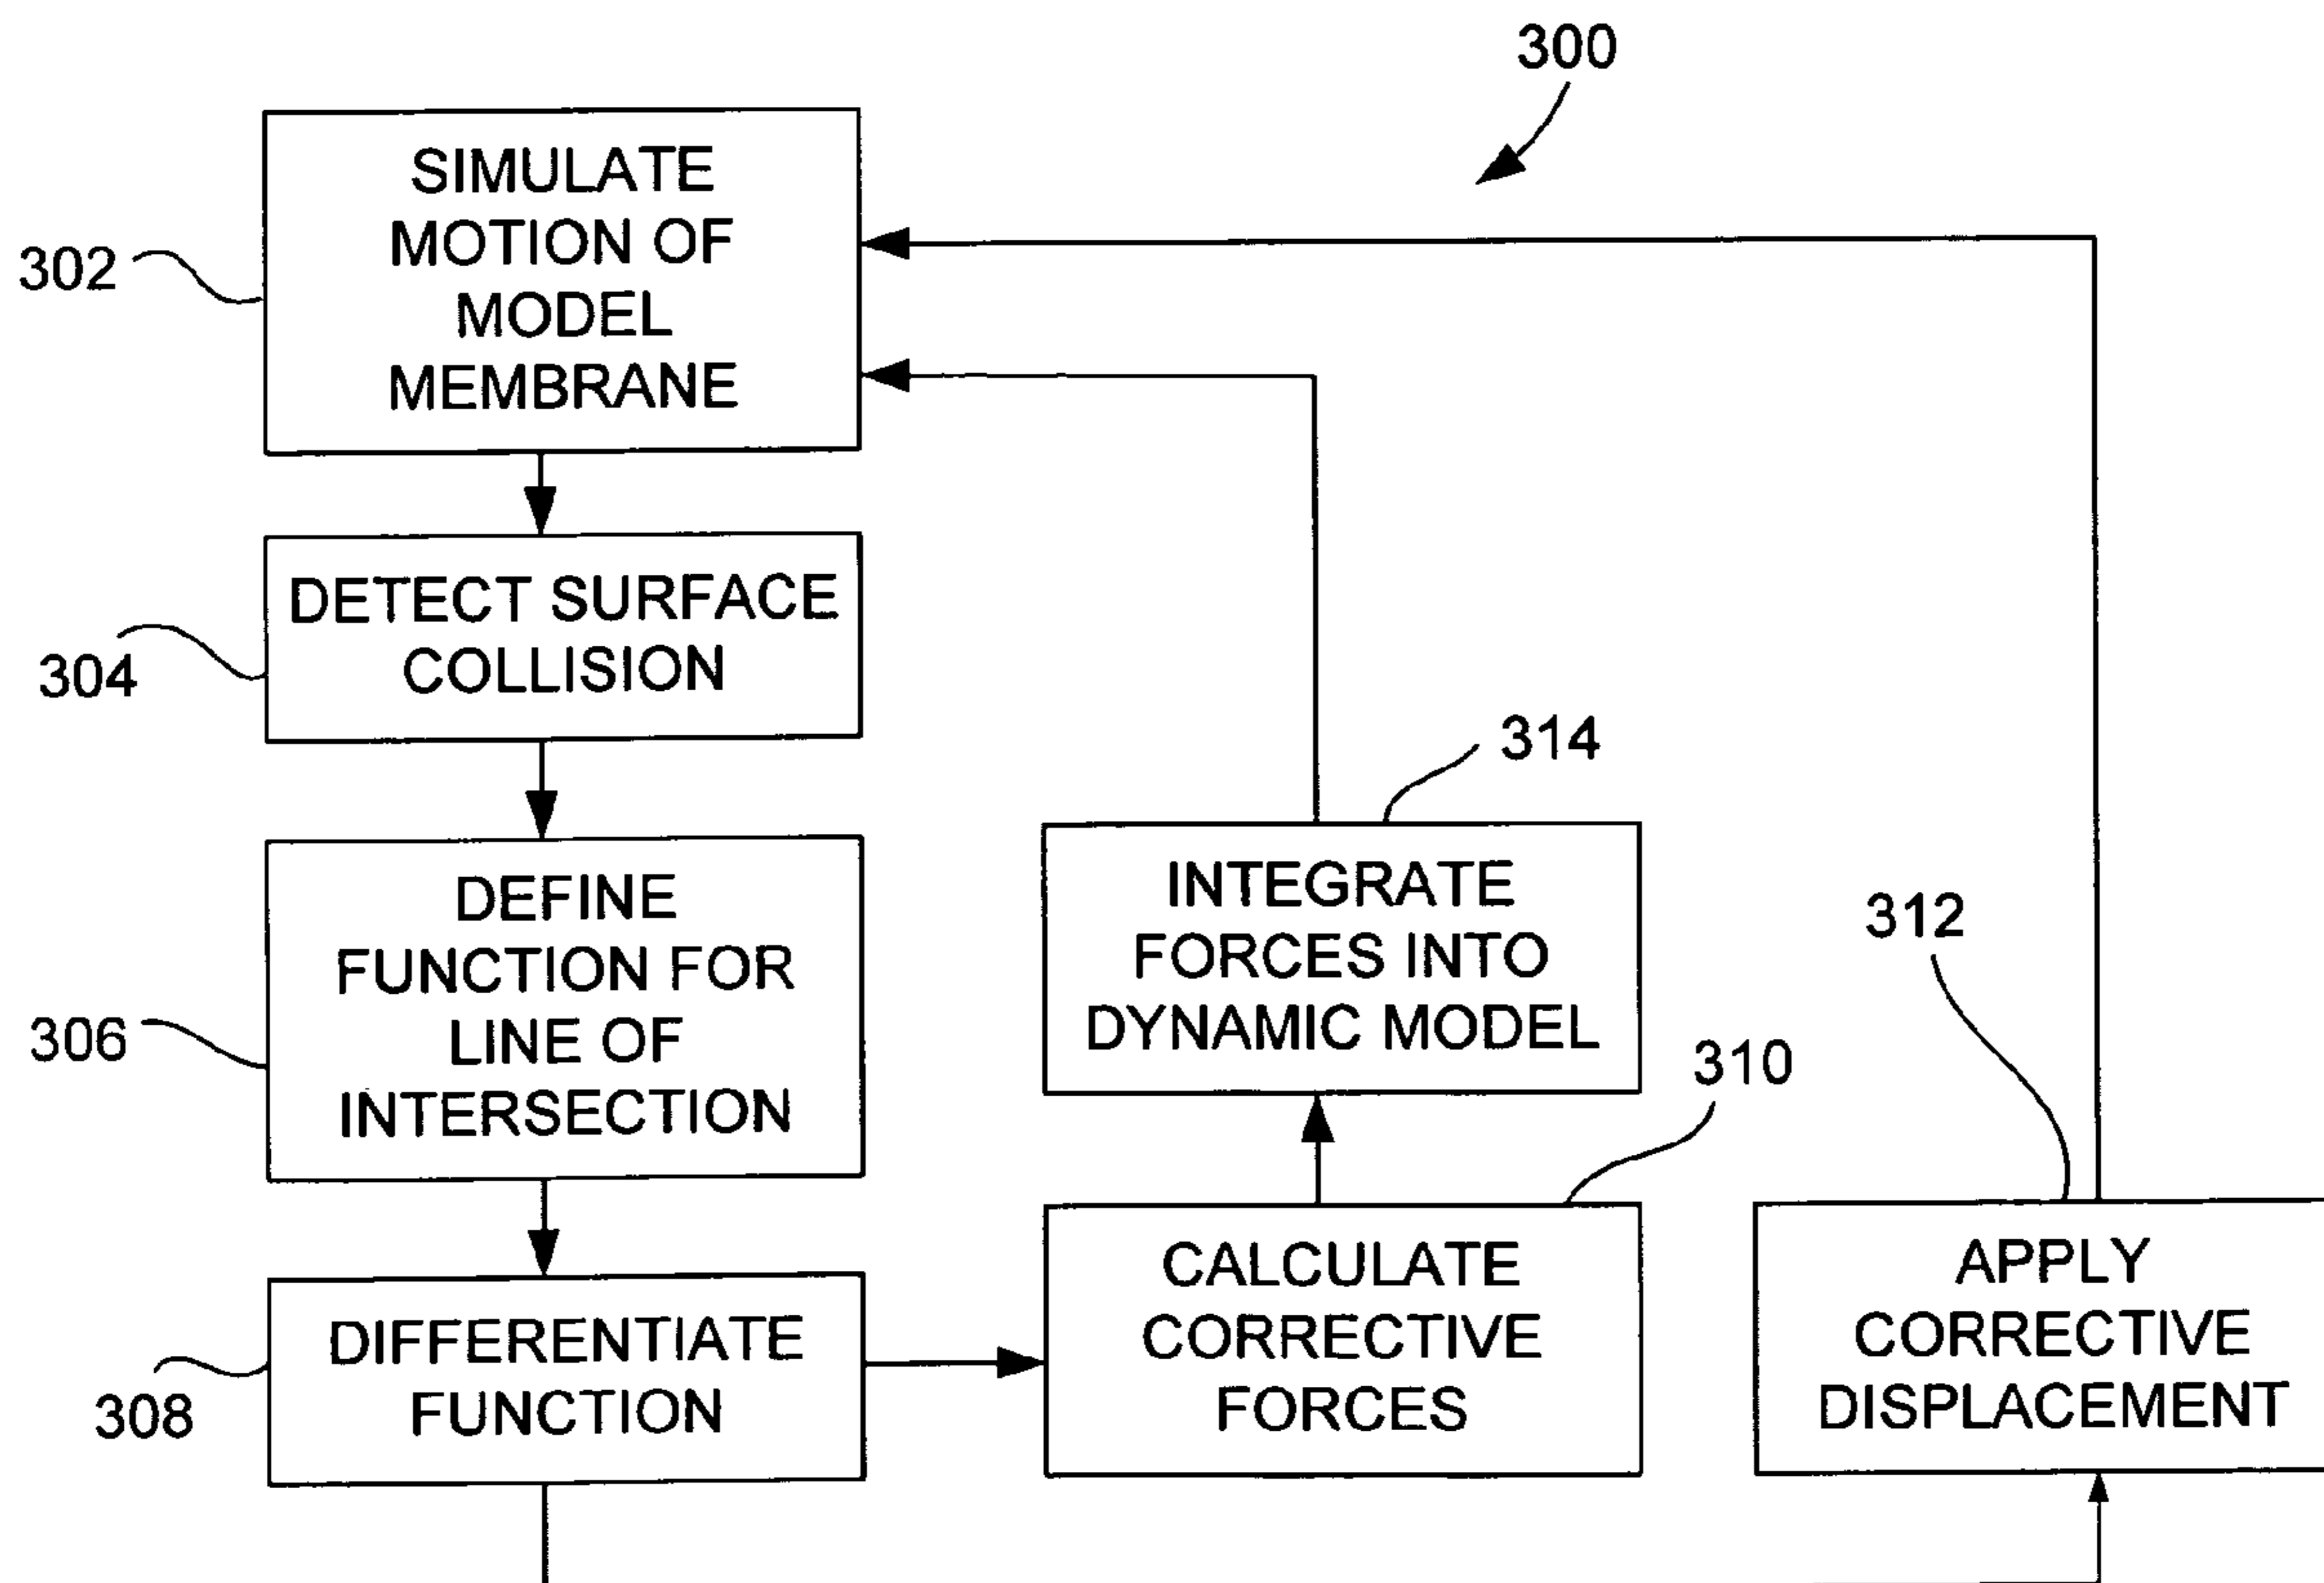 300
SIMULATE
MOTION OF
MODEL
MEMBRANE
302
DETECT SURFACE
COLLISION
304
314
DEFINE
FUNCTION FOR
LINE OF
INTERSECTION
306
INTEGRATE
FORCES INTO
DYNAMIC MODEL
312
310
DIFFERENTIATE
FUNCTION
308
CALCULATE
CORRECTIVE
FORCES
APPLY
CORRECTIVE
DISPLACEMENT